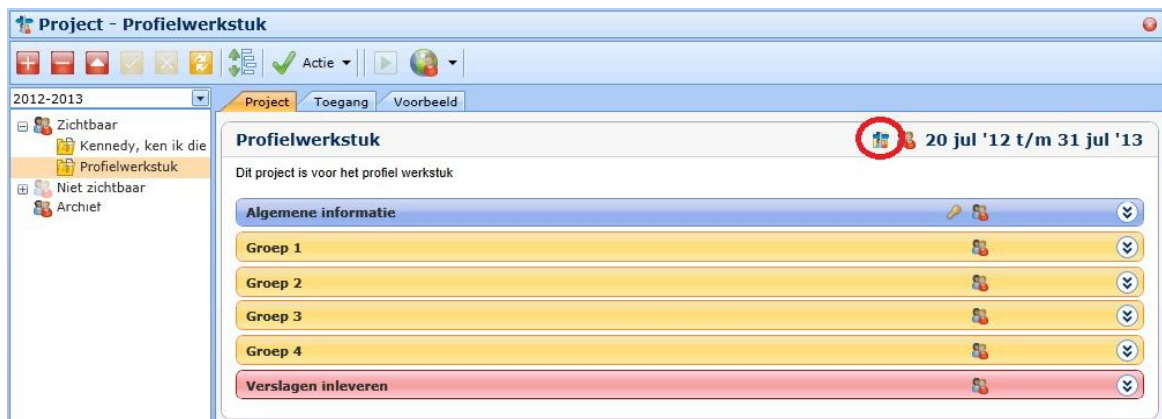 Project - Profielwerkstuk
Actie
2012-2013
Project Toegang Voorbeeld
Zichtbaar
Kennedy, ken ik die
Profielwerkstuk
Niet zichtbaar
Archief
Profielwerkstuk 20 jul '12 t/m 31 jul '13
Dit project is voor het profiel werkstuk
Algemene informatie
Groep 1
Groep 2
Groep 3
Groep 4
Verslagen inleveren